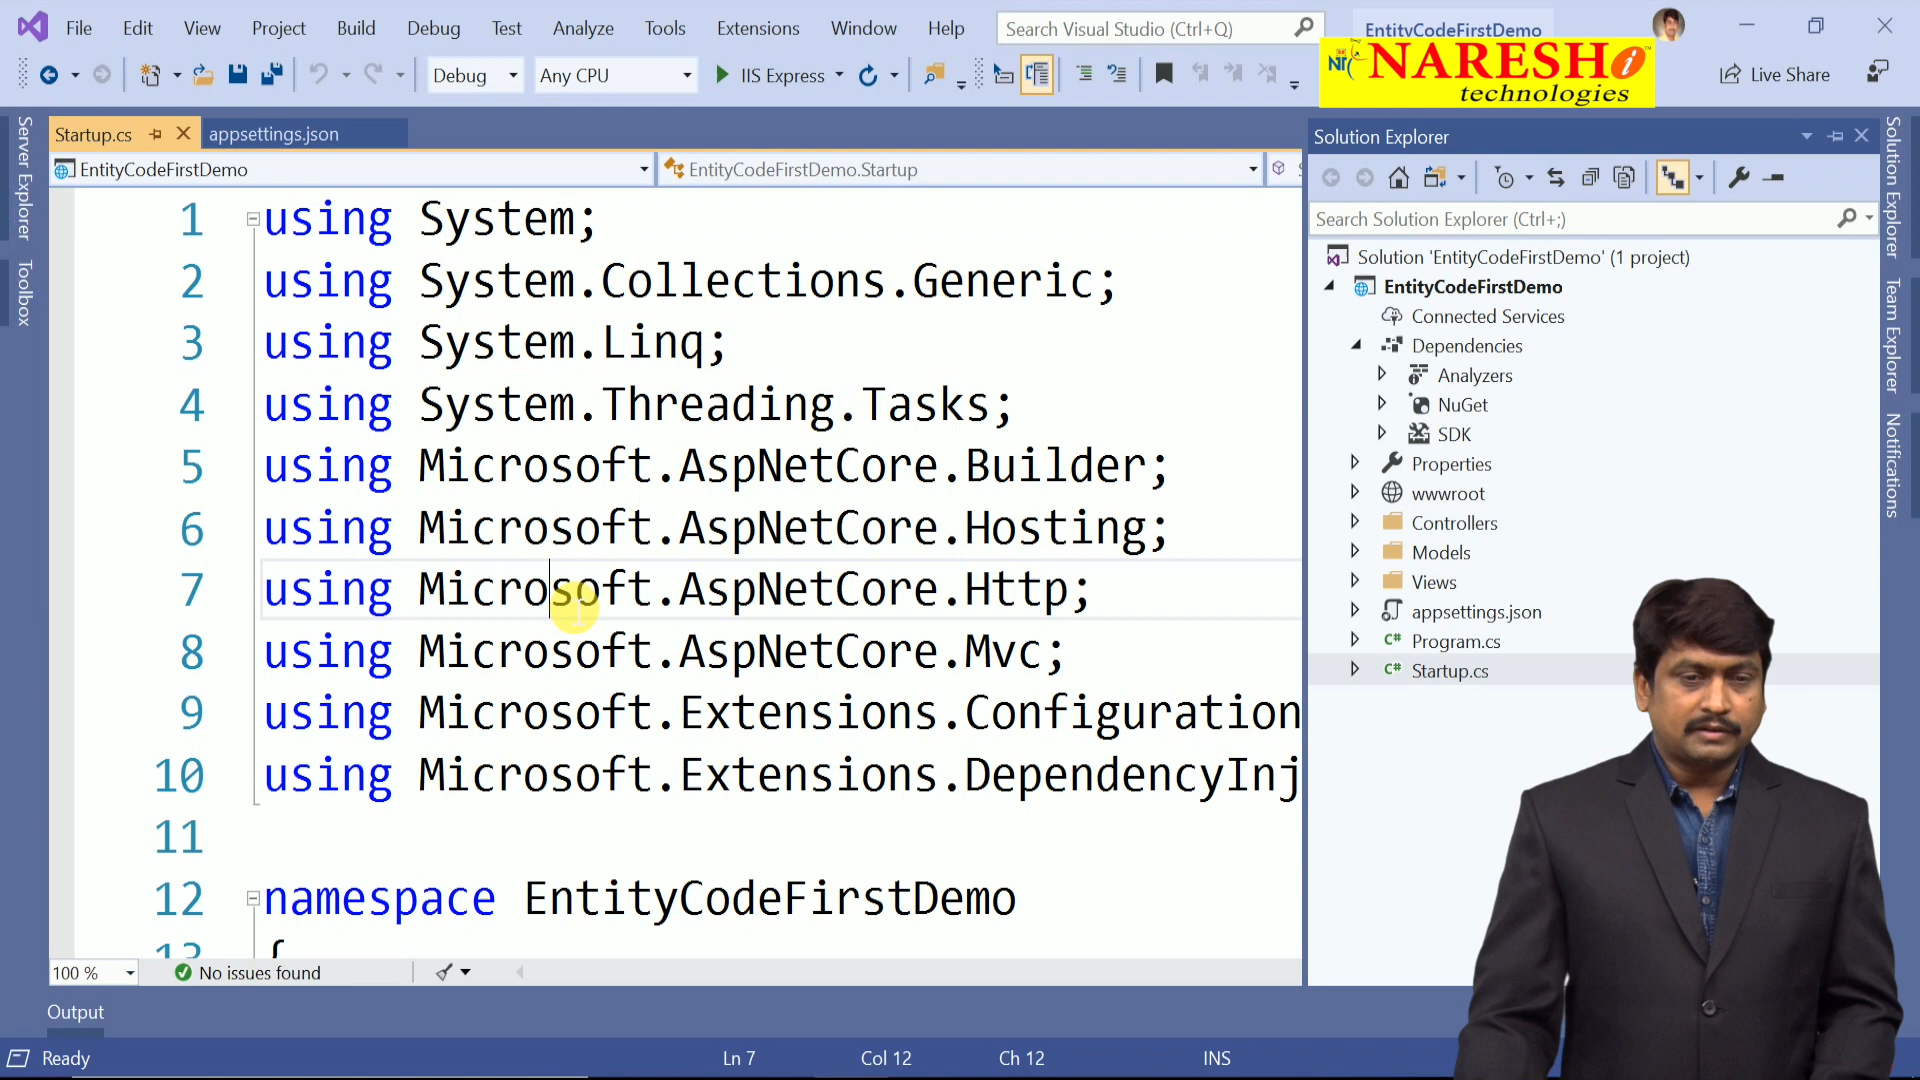 File Edit View Project Build Debug Test Analyze Tools Extensions Window Help Search Visual Studio (Ctrl+Q) EntityCodeFirstDemo
Debug Any CPU IIS Express Live Share
NARESH i ™
technologies
Server Explorer
Toolbox
Startup.cs appsettings.json
EntityCodeFirstDemo EntityCodeFirstDemo.Startup
1 using System;
2 using System.Collections.Generic;
3 using System.Linq;
4 using System.Threading.Tasks;
5 using Microsoft.AspNetCore.Builder;
6 using Microsoft.AspNetCore.Hosting;
7 using Microsoft.AspNetCore.Http;
8 using Microsoft.AspNetCore.Mvc;
9 using Microsoft.Extensions.Configuration
10 using Microsoft.Extensions.DependencyInj
11
12 namespace EntityCodeFirstDemo
13 {
100 % No issues found
Output
Ready Ln 7 Col 12 Ch 12 INS
Solution Explorer
Search Solution Explorer (Ctrl+;)
Solution 'EntityCodeFirstDemo' (1 project)
EntityCodeFirstDemo
Connected Services
Dependencies
Analyzers
NuGet
SDK
Properties
wwwroot
Controllers
Models
Views
appsettings.json
C# Program.cs
C# Startup.cs
Solution Explorer
Team Explorer
Notifications